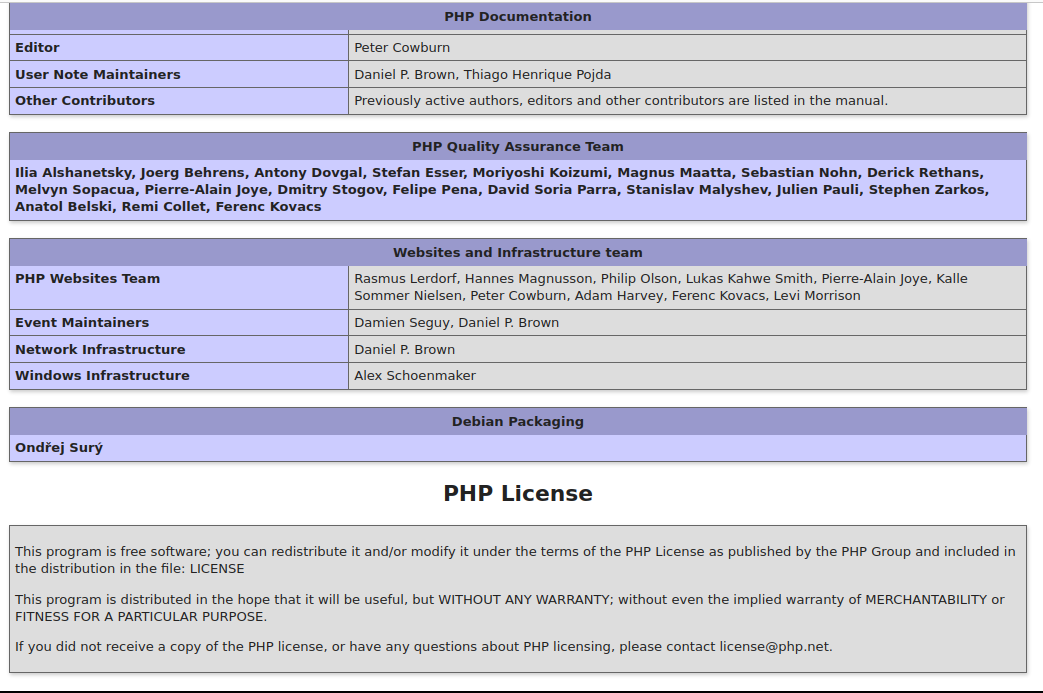 PHP Documentation
Editor Peter Cowburn
User Note Maintainers Daniel P. Brown, Thiago Henrique Pojda
Other Contributors Previously active authors, editors and other contributors are listed in the manual.
PHP Quality Assurance Team
Ilia Alshanetsky, Joerg Behrens, Antony Dovgal, Stefan Esser, Moriyoshi Koizumi, Magnus Maatta, Sebastian Nohn, Derick Rethans,
Melvyn Sopacua, Pierre-Alain Joye, Dmitry Stogov, Felipe Pena, David Soria Parra, Stanislav Malyshev, Julien Pauli, Stephen Zarkos,
Anatol Belski, Remi Collet, Ferenc Kovacs
Websites and Infrastructure team
PHP Websites Team Rasmus Lerdorf, Hannes Magnusson, Philip Olson, Lukas Kahwe Smith, Pierre-Alain Joye, Kalle
Sommer Nielsen, Peter Cowburn, Adam Harvey, Ferenc Kovacs, Levi Morrison
Event Maintainers Damien Seguy, Daniel P. Brown
Network Infrastructure Daniel P. Brown
Windows Infrastructure Alex Schoenmaker
Debian Packaging
Ondřej Surý
PHP License
This program is free software; you can redistribute it and/or modify it under the terms of the PHP License as published by the PHP Group and included in
the distribution in the file: LICENSE
This program is distributed in the hope that it will be useful, but WITHOUT ANY WARRANTY; without even the implied warranty of MERCHANTABILITY or
FITNESS FOR A PARTICULAR PURPOSE.
If you did not receive a copy of the PHP license, or have any questions about PHP licensing, please contact license@php.net.